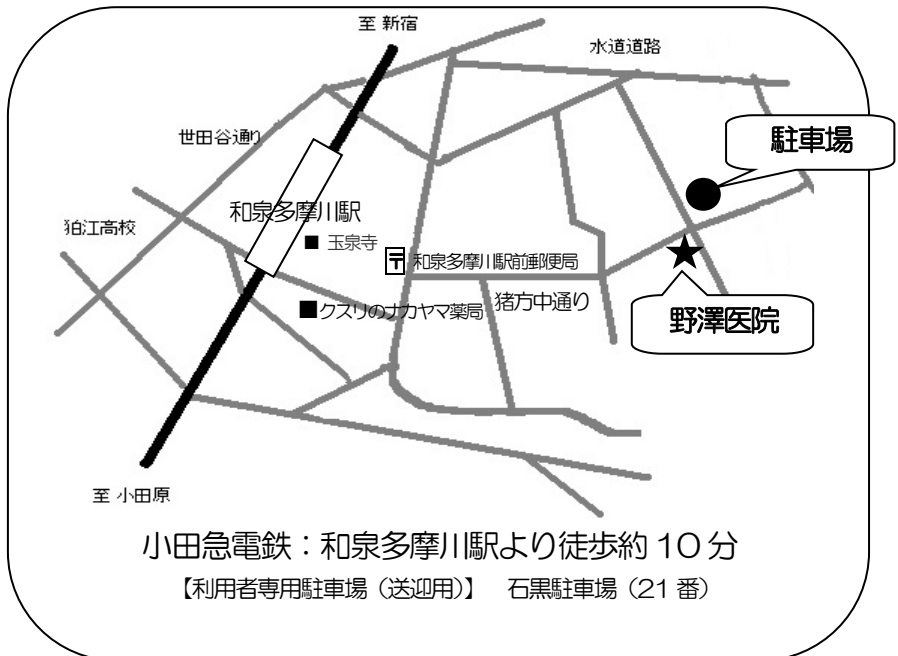 至 新宿
水道道路
世田谷通り
駐車場
和泉多摩川駅
狛江高校
■ 玉泉寺
〒 和泉多摩川駅前郵便局
猪方中通り
■クスリのナカヤマ薬局
野澤医院
至 小田原
小田急電鉄：和泉多摩川駅より徒歩約 10 分
【利用者専用駐車場（送迎用）】 石黒駐車場（21 番）